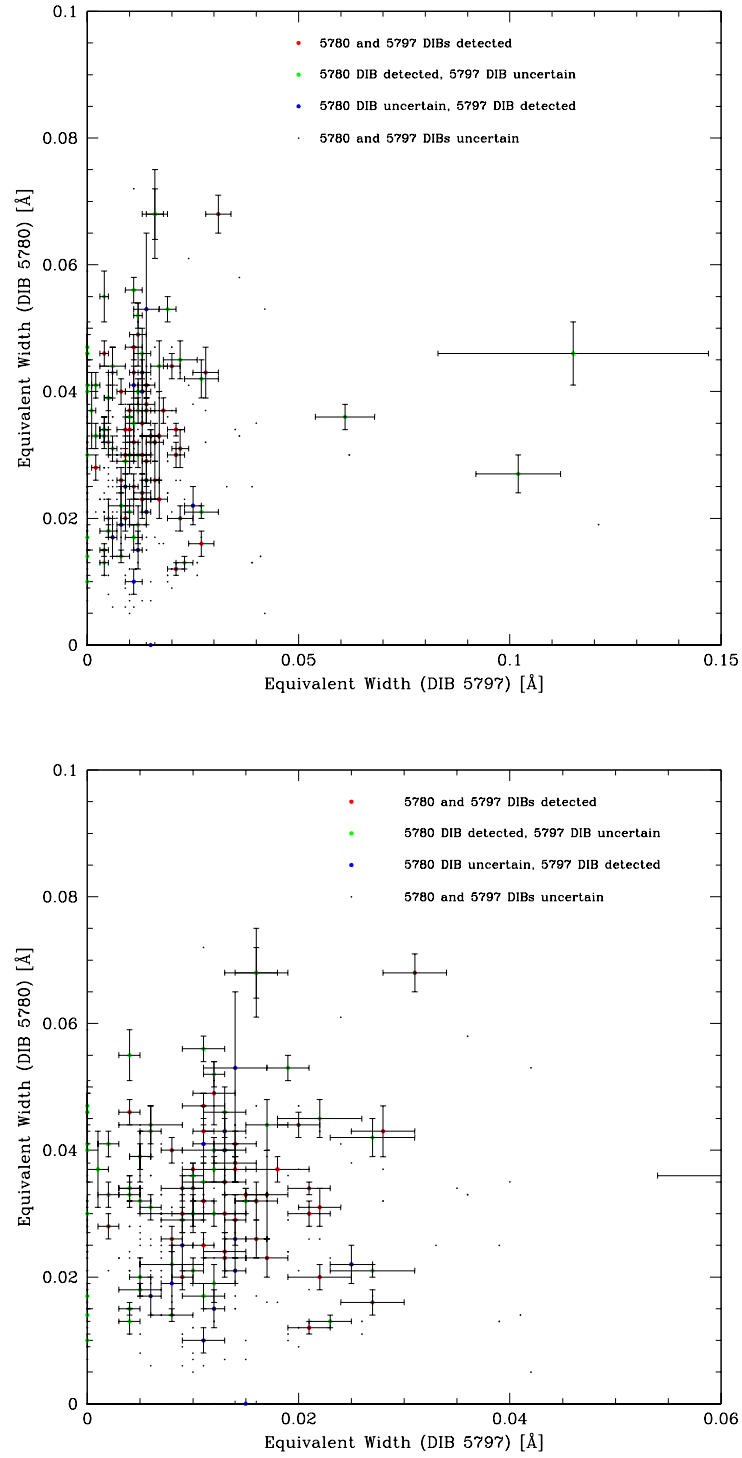 0.1
5780 and 5797 DIBs detected
5780 DIB detected, 5797 DIB uncertain
5780 DIB uncertain, 5797 DIB detected
5780 and 5797 DIBs uncertain
0.08
0.06
0.04
0.02
0
Equivalent Width (DIB 5780) [Å]
0
0.05
0.1
0.15
Equivalent Width (DIB 5797) [Å]
0.1
5780 and 5797 DIBs detected
5780 DIB detected, 5797 DIB uncertain
5780 DIB uncertain, 5797 DIB detected
5780 and 5797 DIBs uncertain
0.08
0.06
0.04
0.02
0
Equivalent Width (DIB 5780) [Å]
0
0.02
0.04
0.06
Equivalent Width (DIB 5797) [Å]